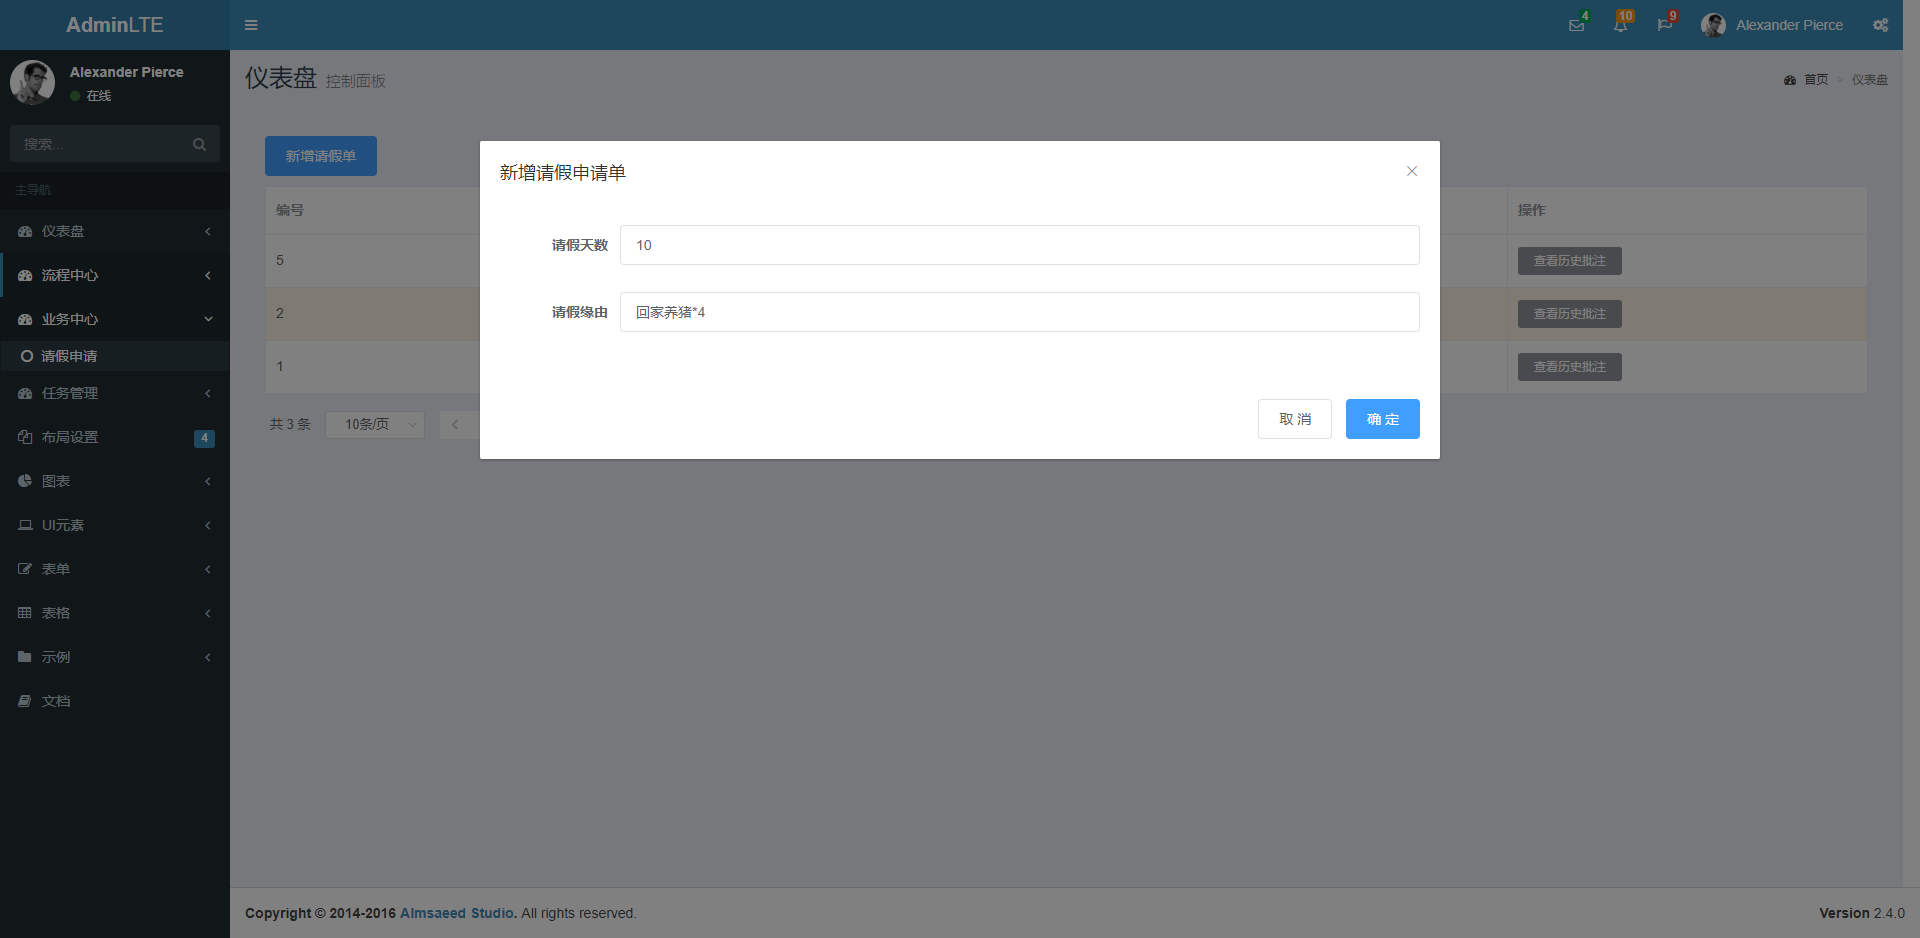 AdminLTE
4
10
9
Alexander Pierce
Alexander Pierce
在线
搜索...
主导航
仪表盘
流程中心
业务中心
请假申请
任务管理
布局设置
4
图表
UI元素
表单
表格
示例
文档
仪表盘 控制面板
首页 > 仪表盘
新增请假单
编号
操作
5
查看历史批注
2
查看历史批注
1
查看历史批注
共 3 条
10条/页
新增请假申请单
请假天数
10
请假缘由
回家养猪*4
取 消
确 定
Copyright © 2014-2016 Almsaeed Studio. All rights reserved.
Version 2.4.0